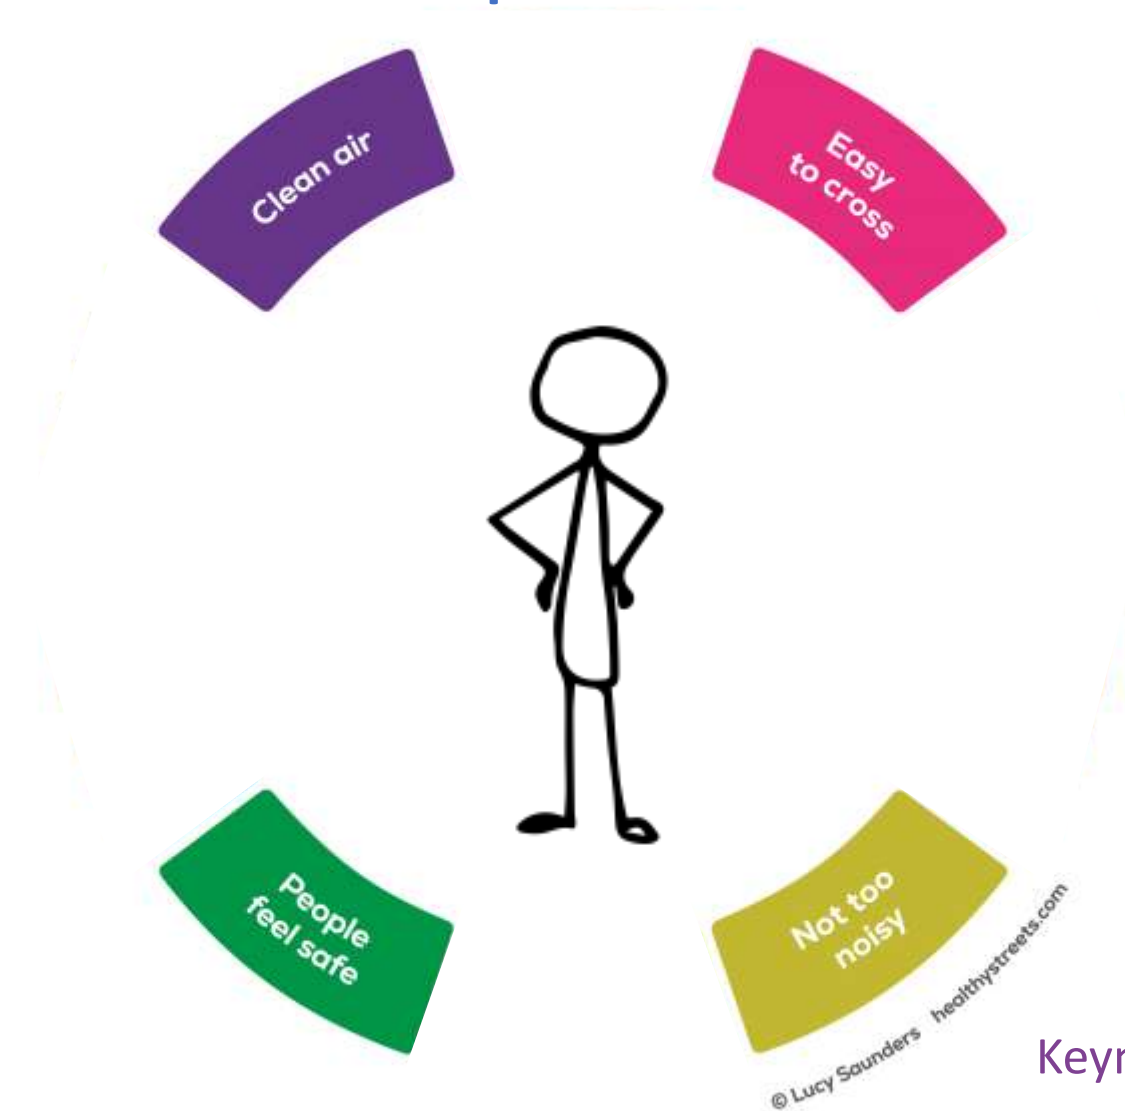 Clean air
Easy
to cross
People
feel safe
Not too
noisy
© Lucy Saunders healthystreets.com
Keyr